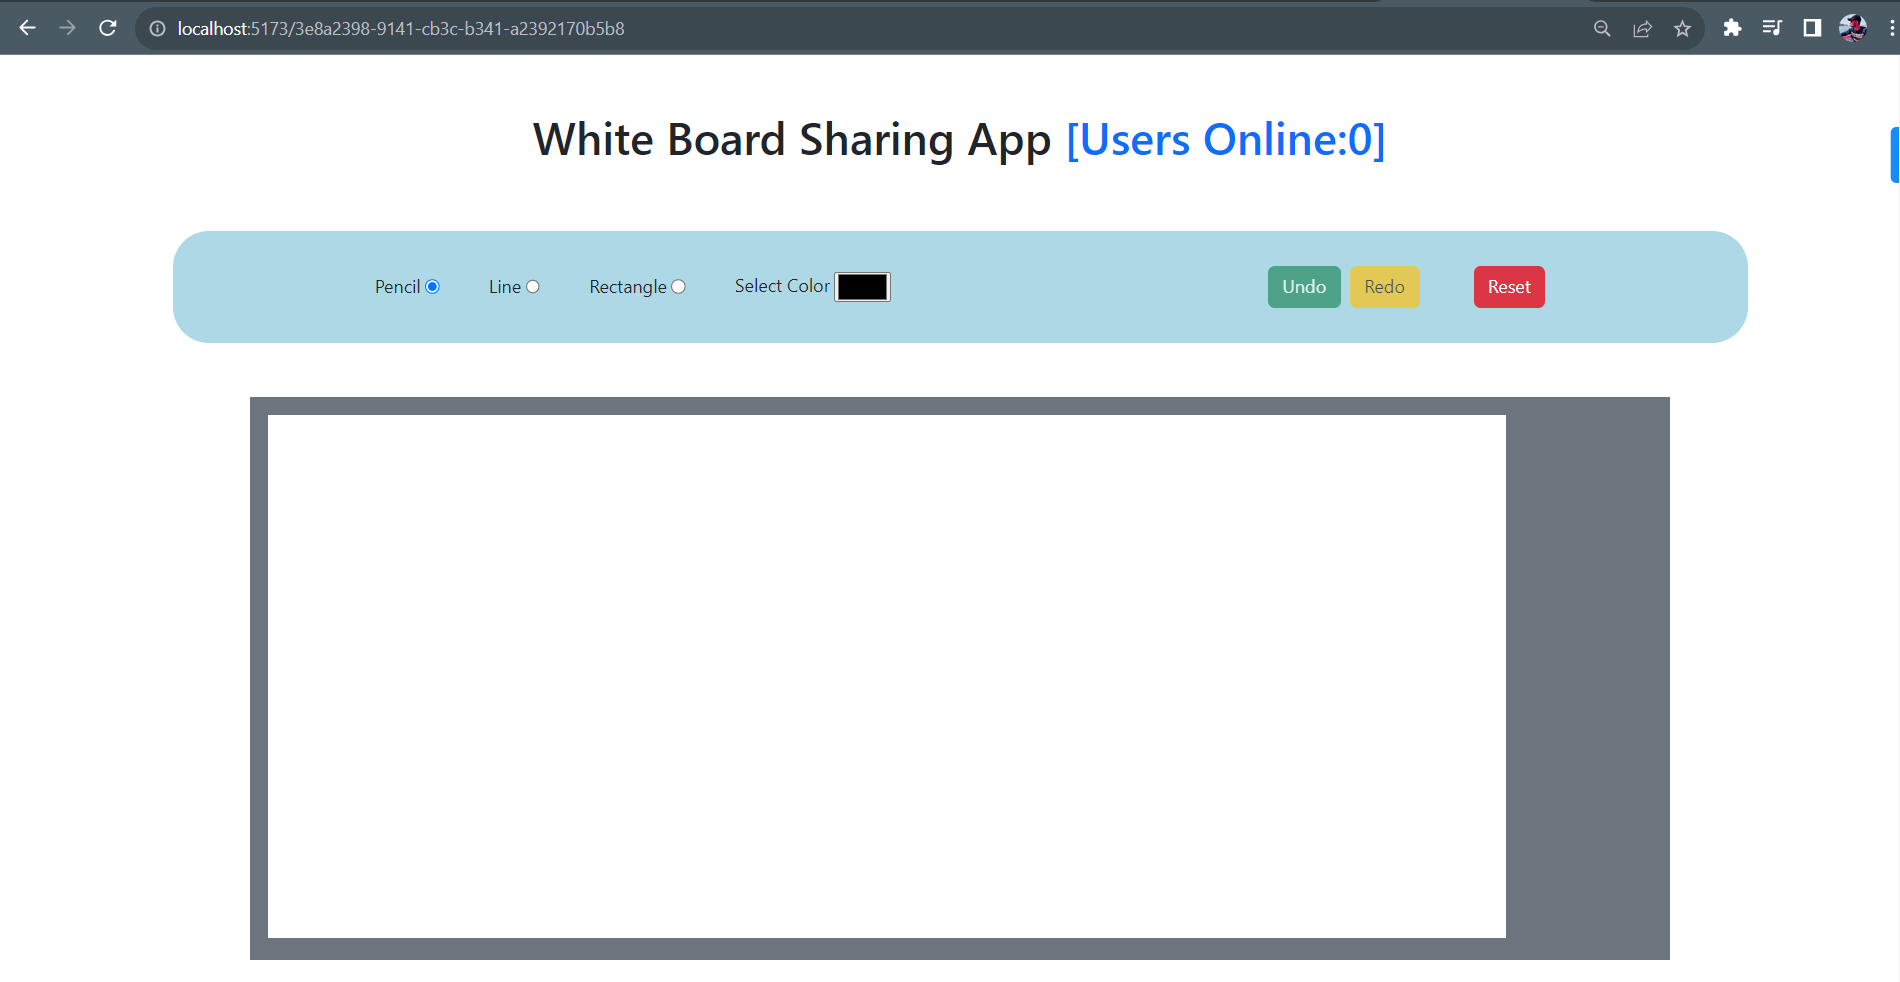 localhost:5173/3e8a2398-9141-cb3c-b341-a2392170b5b8
White Board Sharing App [Users Online:0]
Pencil Line Rectangle Select Color Undo Redo Reset